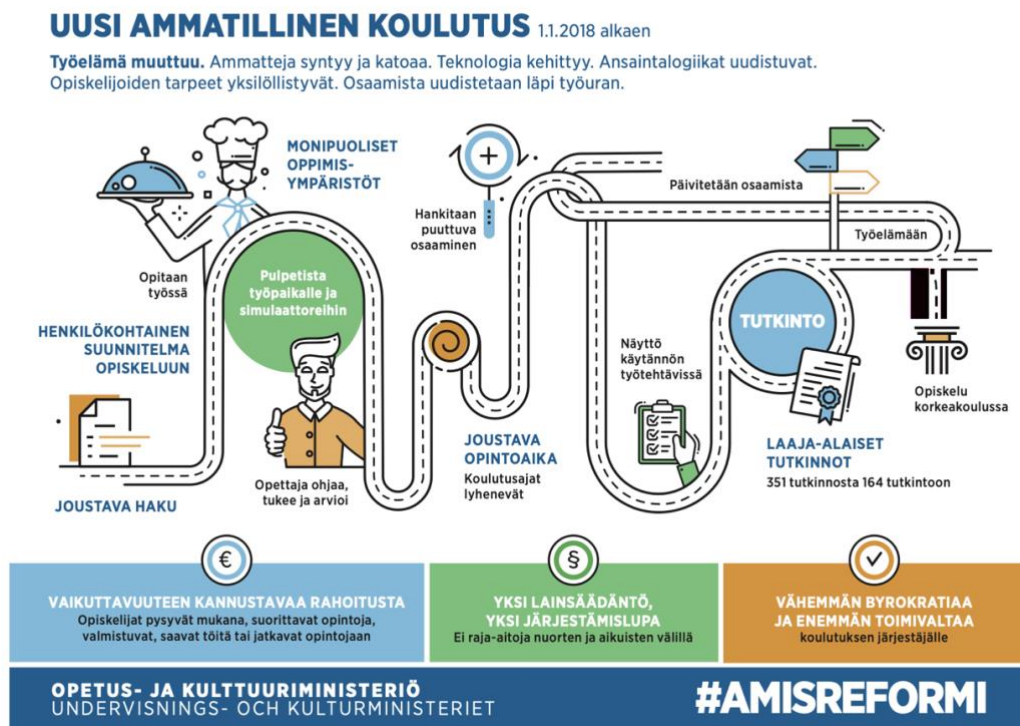 UUSI AMMATILLINEN KOULUTUS 1.1.2018 alkaen
Työelämä muuttuu. Ammatteja syntyy ja katoaa. Teknologia kehittyy. Ansaintalogiikat uudistuvat.
Opiskelijoiden tarpeet yksilöllistyvät. Osaamista uudistetaan läpi työuran.
MONIPUOLISET
OPPIMIS-
YMPÄRISTÖT
Hankitaan
puuttuva
osaaminen
Päivitetään osaamista
Työelämään
Opitaan
työssä
Pulpetista
työpaikalle ja
simulaattoreihin
HENKILÖKOHTAINEN
SUUNNITELMA
OPISKELUUN
TUTKINTO
Näyttö
käytännön
työtehtävissä
Opiskelu
korkeakoulussa
JOUSTAVA HAKU
Opettaja ohjaa,
tukee ja arvioi
JOUSTAVA
OPINTOAIKA
Koulutusajat
lyhenevät
LAAJA-ALAISET
TUTKINNOT
351 tutkinnosta 164 tutkintoon
€
VAIKUTTAVUUTEEN KANNUSTAVAA RAHOITUSTA
Opiskelijat pysyvät mukana, suorittavat opintoja,
valmistuvat, saavat töitä tai jatkavat opintojaan
§
YKSI LAINSÄÄDÄNTÖ,
YKSI JÄRJESTÄMISLUPA
Ei raja-aitoja nuorten ja aikuisten välillä
VÄHEMMÄN BYROKRATIAA
JA ENEMMÄN TOIMIVALTAA
koulutuksen järjestäjälle
OPETUS- JA KULTTUURIMINISTERIÖ
UNDERVISNINGS- OCH KULTURMINISTERIET
#AMISREFORMI